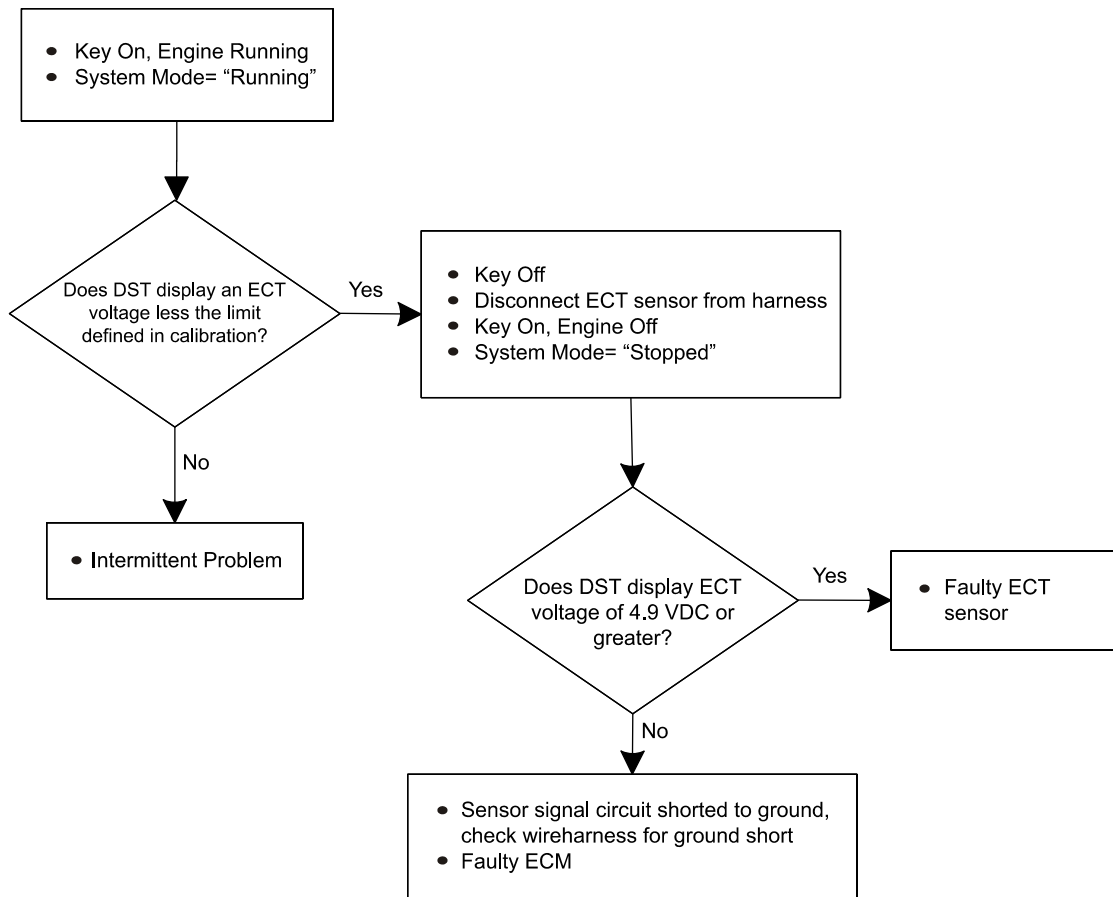 ● Key On, Engine Running
● System Mode= “Running”
Does DST display an ECT
voltage less the limit
defined in calibration?
Yes
● Key Off
● Disconnect ECT sensor from harness
● Key On, Engine Off
● System Mode= “Stopped”
No
● Intermittent Problem
Does DST display ECT
voltage of 4.9 VDC or
greater?
Yes
● Faulty ECT
sensor
No
● Sensor signal circuit shorted to ground,
check wireharness for ground short
● Faulty ECM